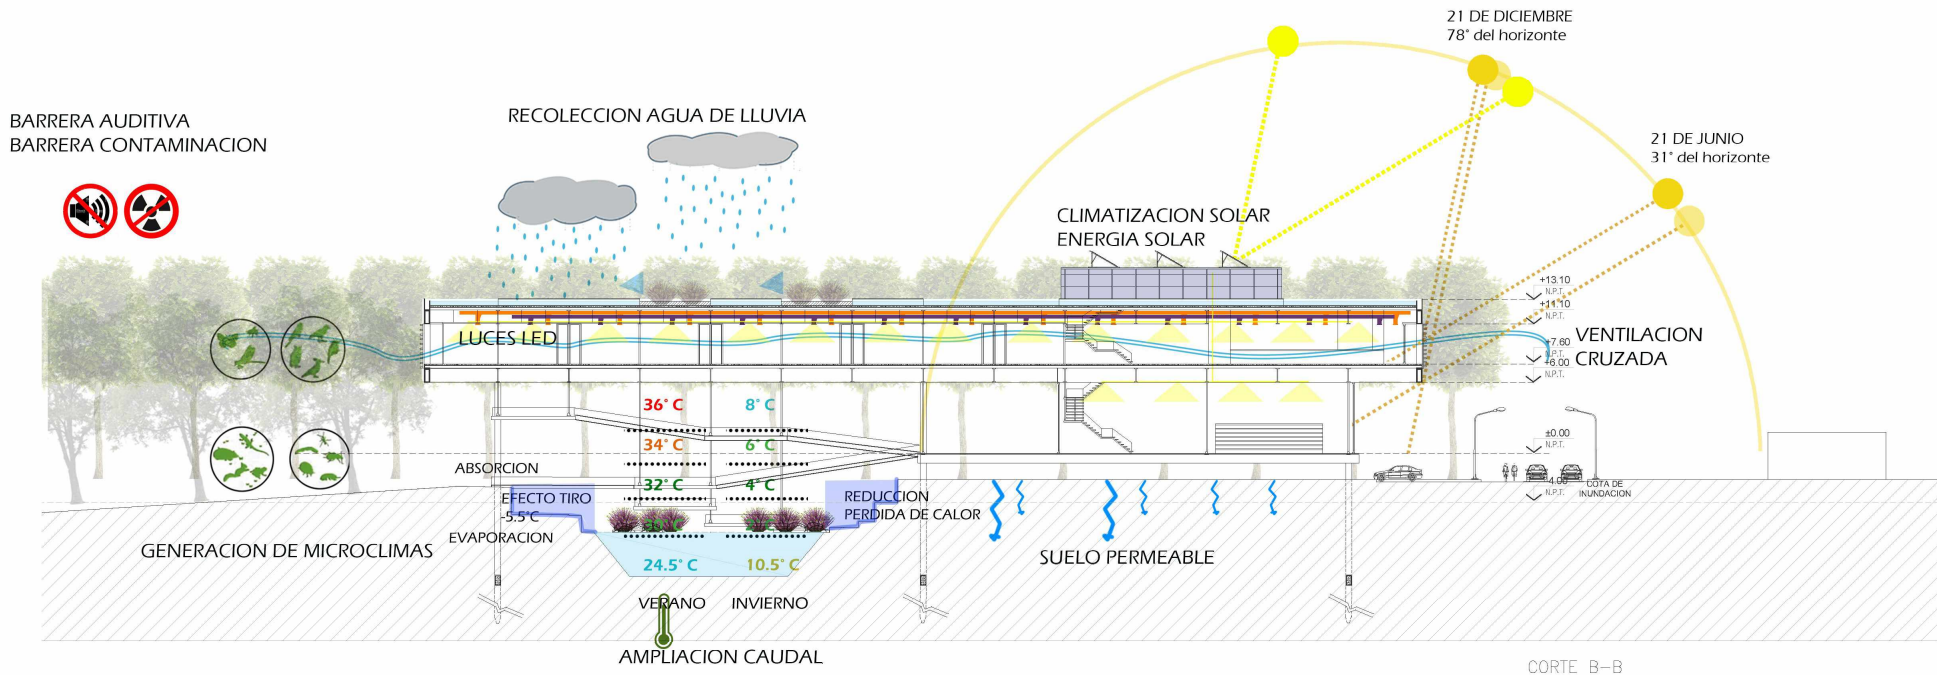 21 DE DICIEMBRE
78° del horizonte
BARRERA AUDITIVA
BARRERA CONTAMINACION
RECOLECCION AGUA DE LLUVIA
21 DE JUNIO
31° del horizonte
CLIMATIZACION SOLAR
ENERGIA SOLAR
+13.10
N.P.T.
+11.10
N.P.T.
LUCES LED
VENTILACION
CRUZADA
+7.60
N.P.T.
+6.00
N.P.T.
36° C
8° C
34° C
6° C
±0.00
N.P.T.
ABSORCION
32° C
4° C
EFECTO TIRO
-5.5°C
REDUCCION
PERDIDA DE CALOR
-4.00
N.P.T.
COTA DE
INUNDACION
EVAPORACION
GENERACION DE MICROCLIMAS
24.5° C
10.5° C
SUELO PERMEABLE
VERANO
INVIERNO
AMPLIACION CAUDAL
CORTE B-B